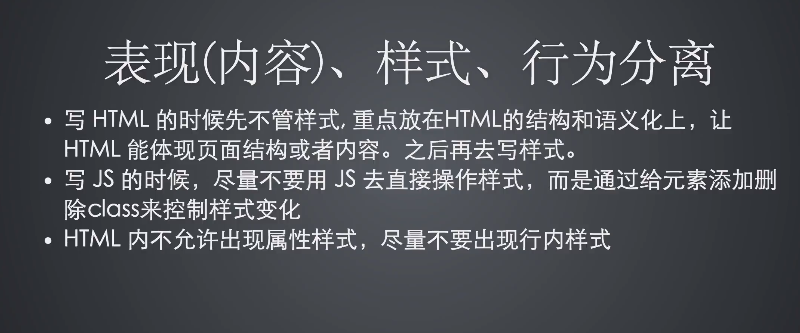 表现(内容)、样式、行为分离
• 写 HTML 的时候先不管样式, 重点放在HTML的结构和语义化上，让
HTML 能体现页面结构或者内容。之后再去写样式。
• 写 JS 的时候，尽量不要用 JS 去直接操作样式，而是通过给元素添加删
除class来控制样式变化
• HTML 内不允许出现属性样式，尽量不要出现行内样式